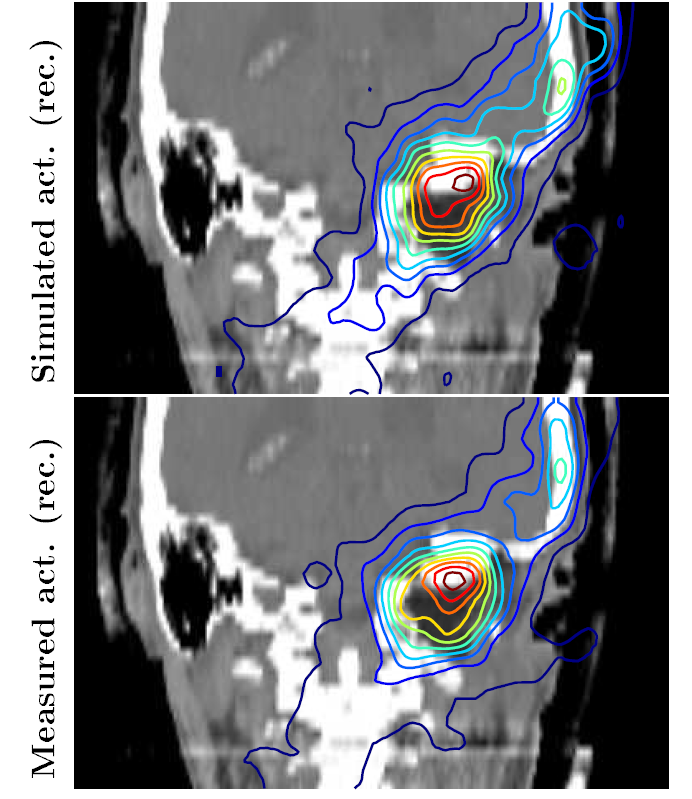 Simulated act. (rec.)
Measured act. (rec.)